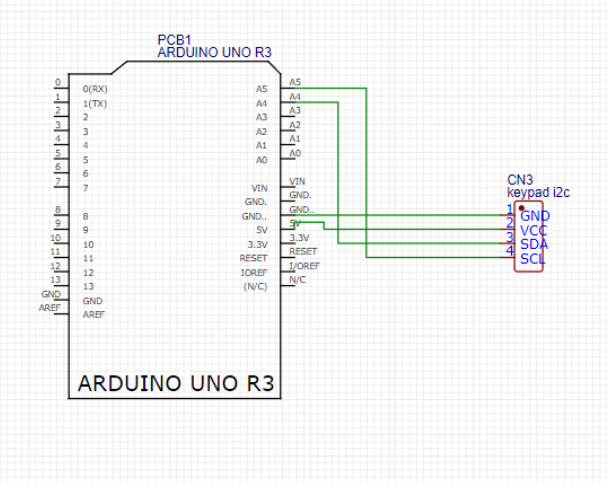 PCB1
ARDUINO UNO R3
0
1
2
3
4
5
6
7
8
9
10
11
12
13
GND
AREF
0(RX)
1(TX)
2
3
4
5
6
7
8
9
10
11
12
13
GND
AREF
A5
A4
A3
A2
A1
A0
VIN
GND.
GND..
5V
3.3V
RESET
IOREF
(N/C)
A5
A4
A3
A2
A1
A0
VIN
GND.
GND..
5V
3.3V
RESET
I/OREF
N/C
ARDUINO UNO R3
CN3
keypad i2c
1
2
3
4
GND
VCC
SDA
SCL